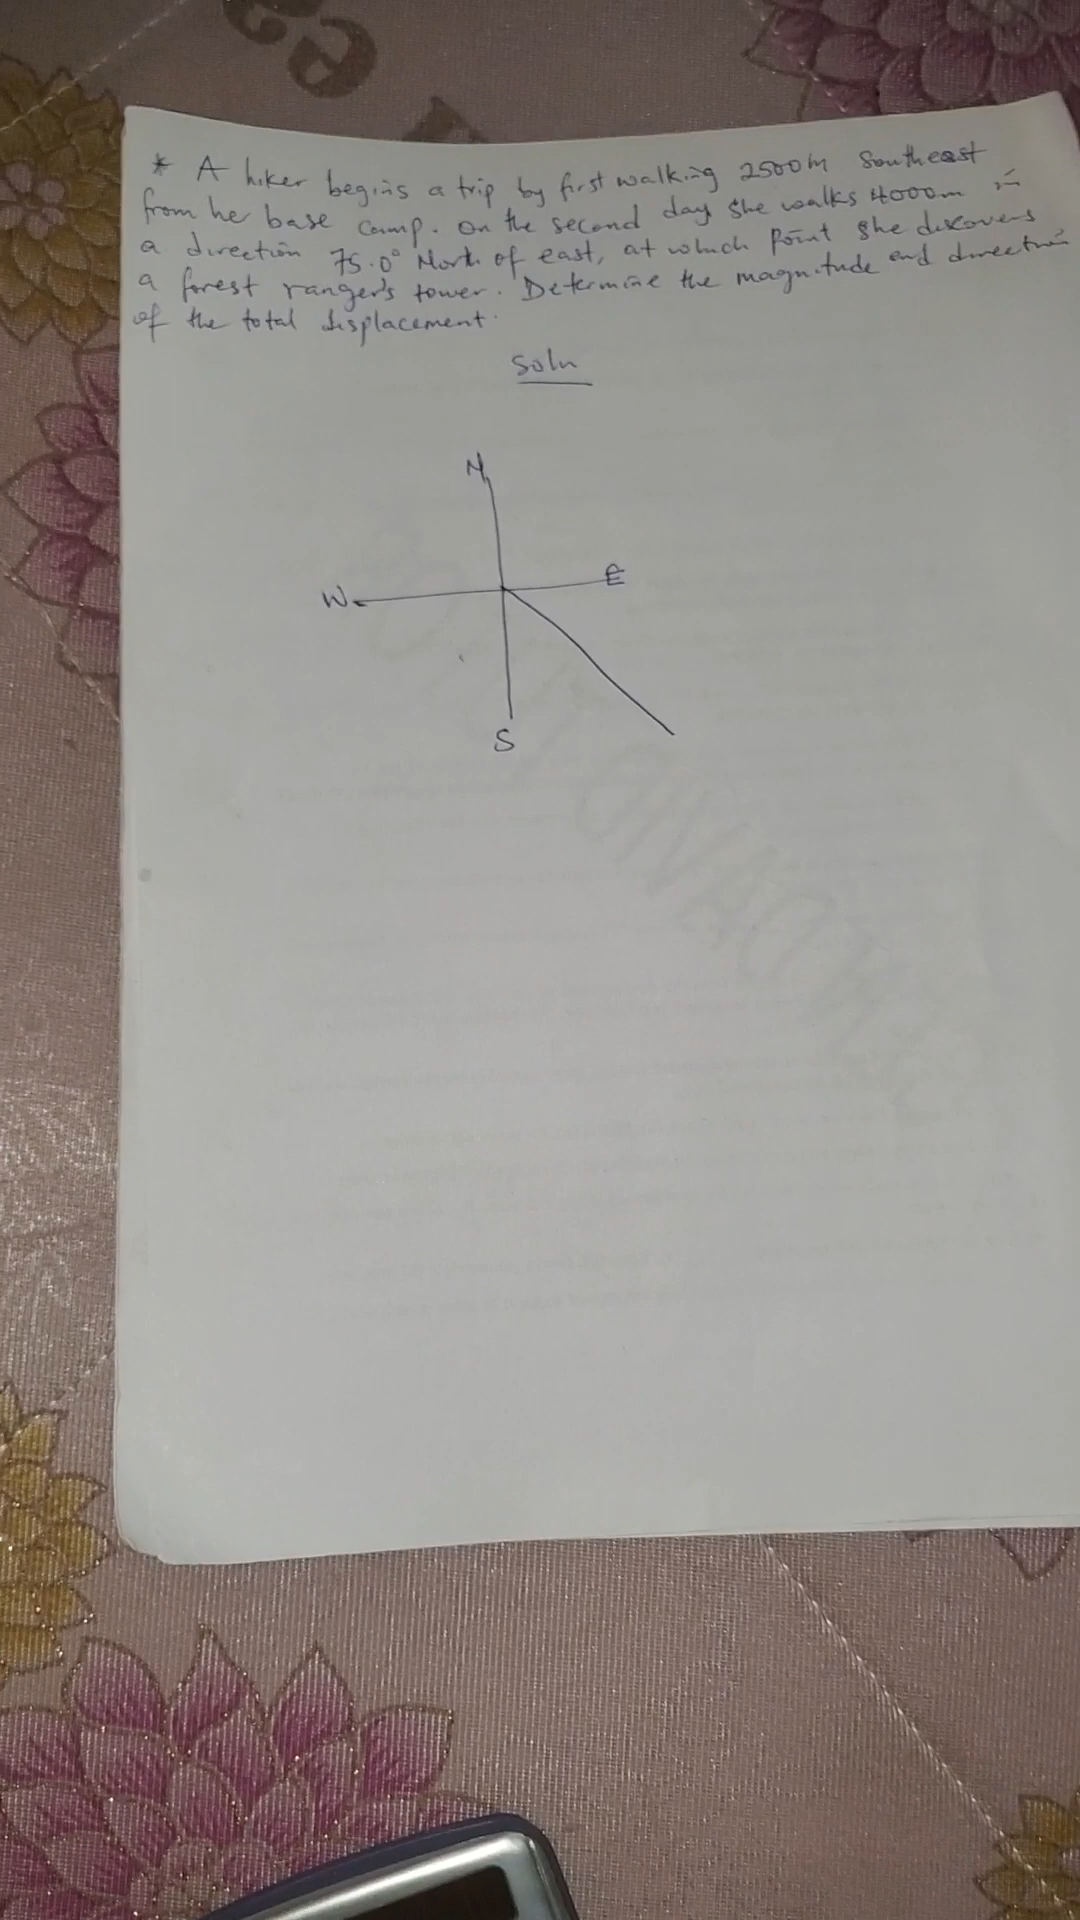 * A hiker begins a trip by first walking 2500m Southeast
from her base camp. On the second day she walks 4000m in
a direction 75.0° North of east, at which point she discovers
a forest ranger's tower. Determine the magnitude and direction
of the total displacement.
Soln
N
W
E
S